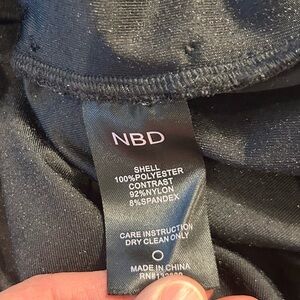 NBD
SHELL
100%POLYESTER
CONTRAST
92%NYLON
8%SPANDEX
CARE INSTRUCTION
DRY CLEAN ONLY
MADE IN CHINA